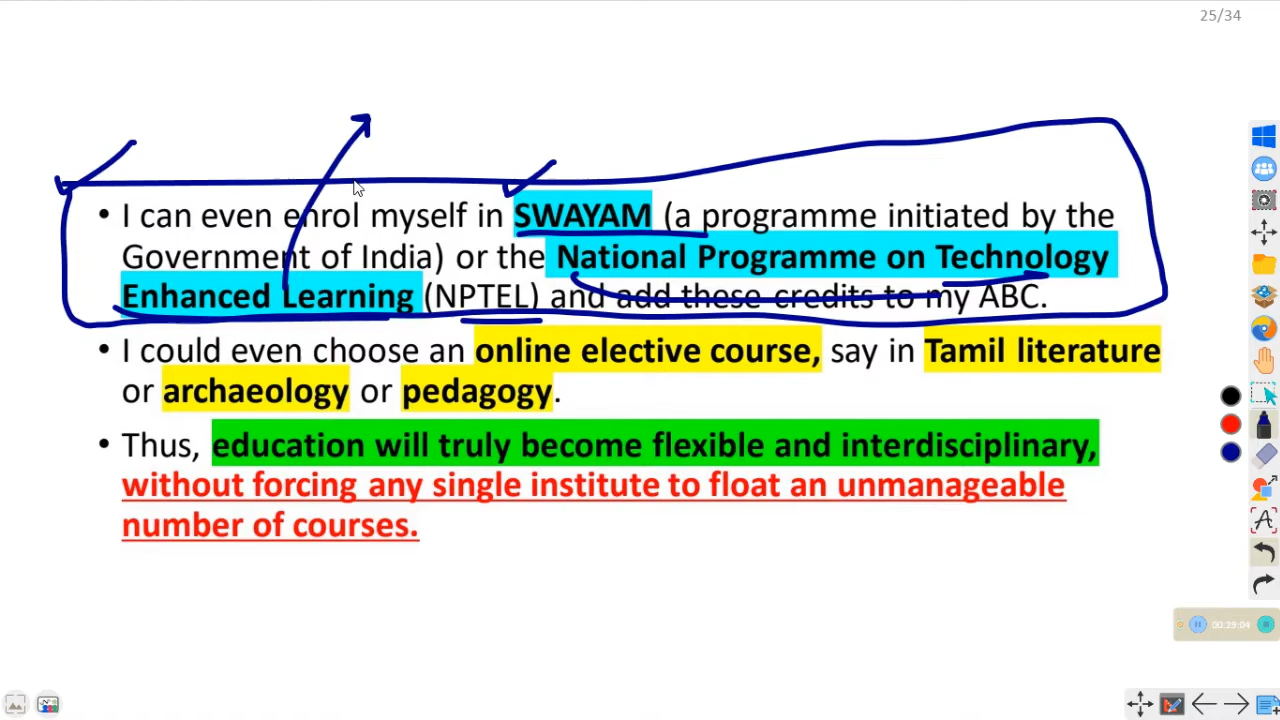 25/34
• I can even enrol myself in SWAYAM (a programme initiated by the
Government of India) or the National Programme on Technology
Enhanced Learning (NPTEL) and add these credits to my ABC.
• I could even choose an online elective course, say in Tamil literature
or archaeology or pedagogy.
• Thus, education will truly become flexible and interdisciplinary,
without forcing any single institute to float an unmanageable
number of courses.
00:29:04